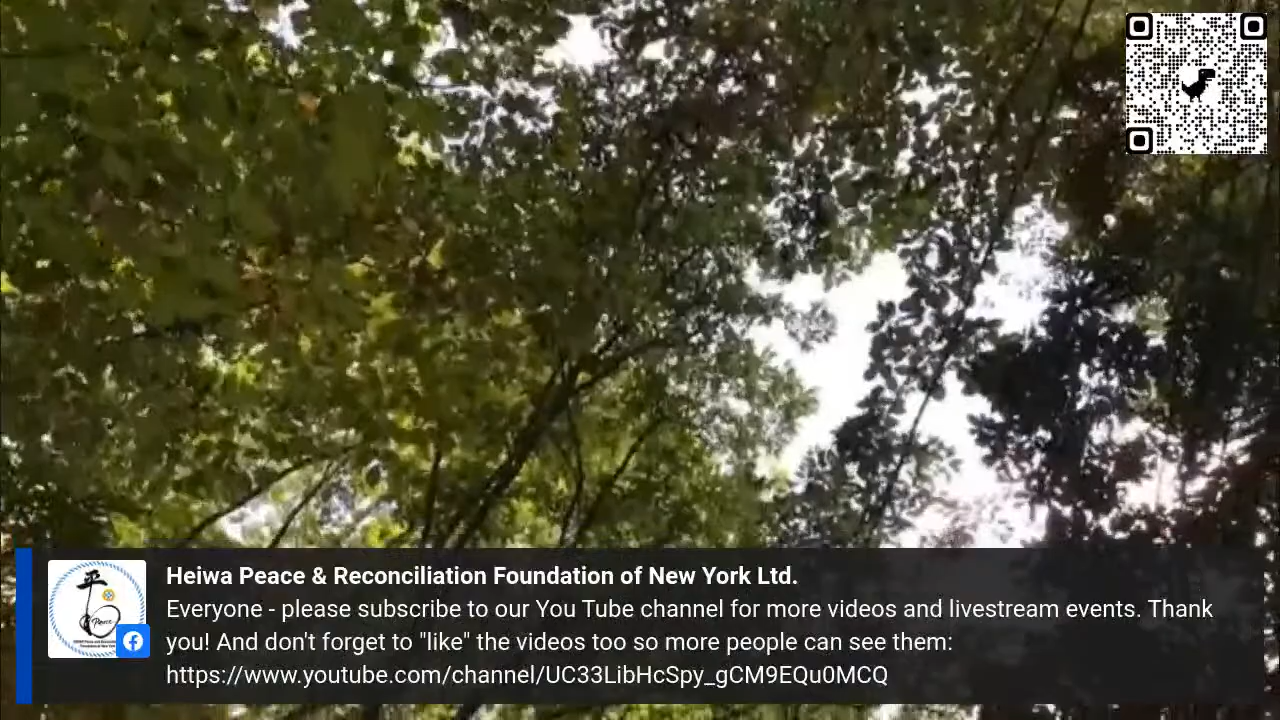 Heiwa Peace & Reconciliation Foundation of New York Ltd.
Everyone - please subscribe to our You Tube channel for more videos and livestream events. Thank
you! And don't forget to "like" the videos too so more people can see them:
https://www.youtube.com/channel/UC33LibHcSpy_gCM9EQu0MCQ
平
Peace